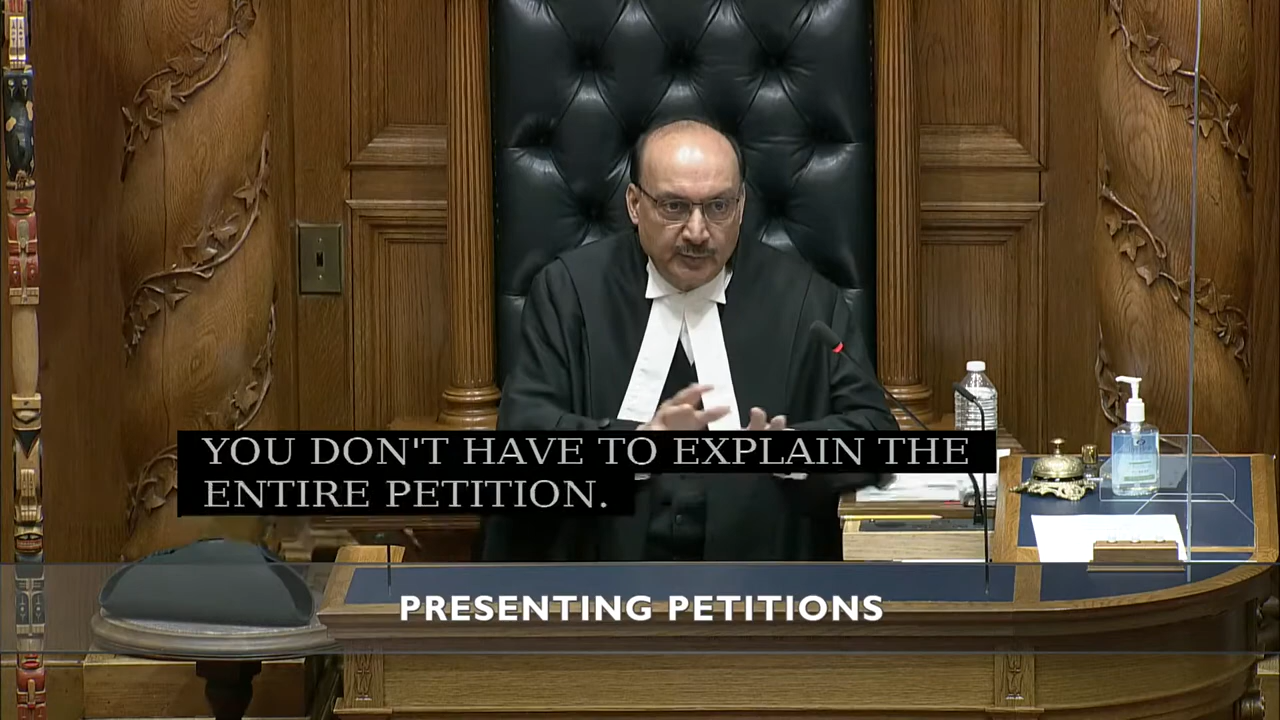 YOU DON'T HAVE TO EXPLAIN THE
ENTIRE PETITION.
PRESENTING PETITIONS